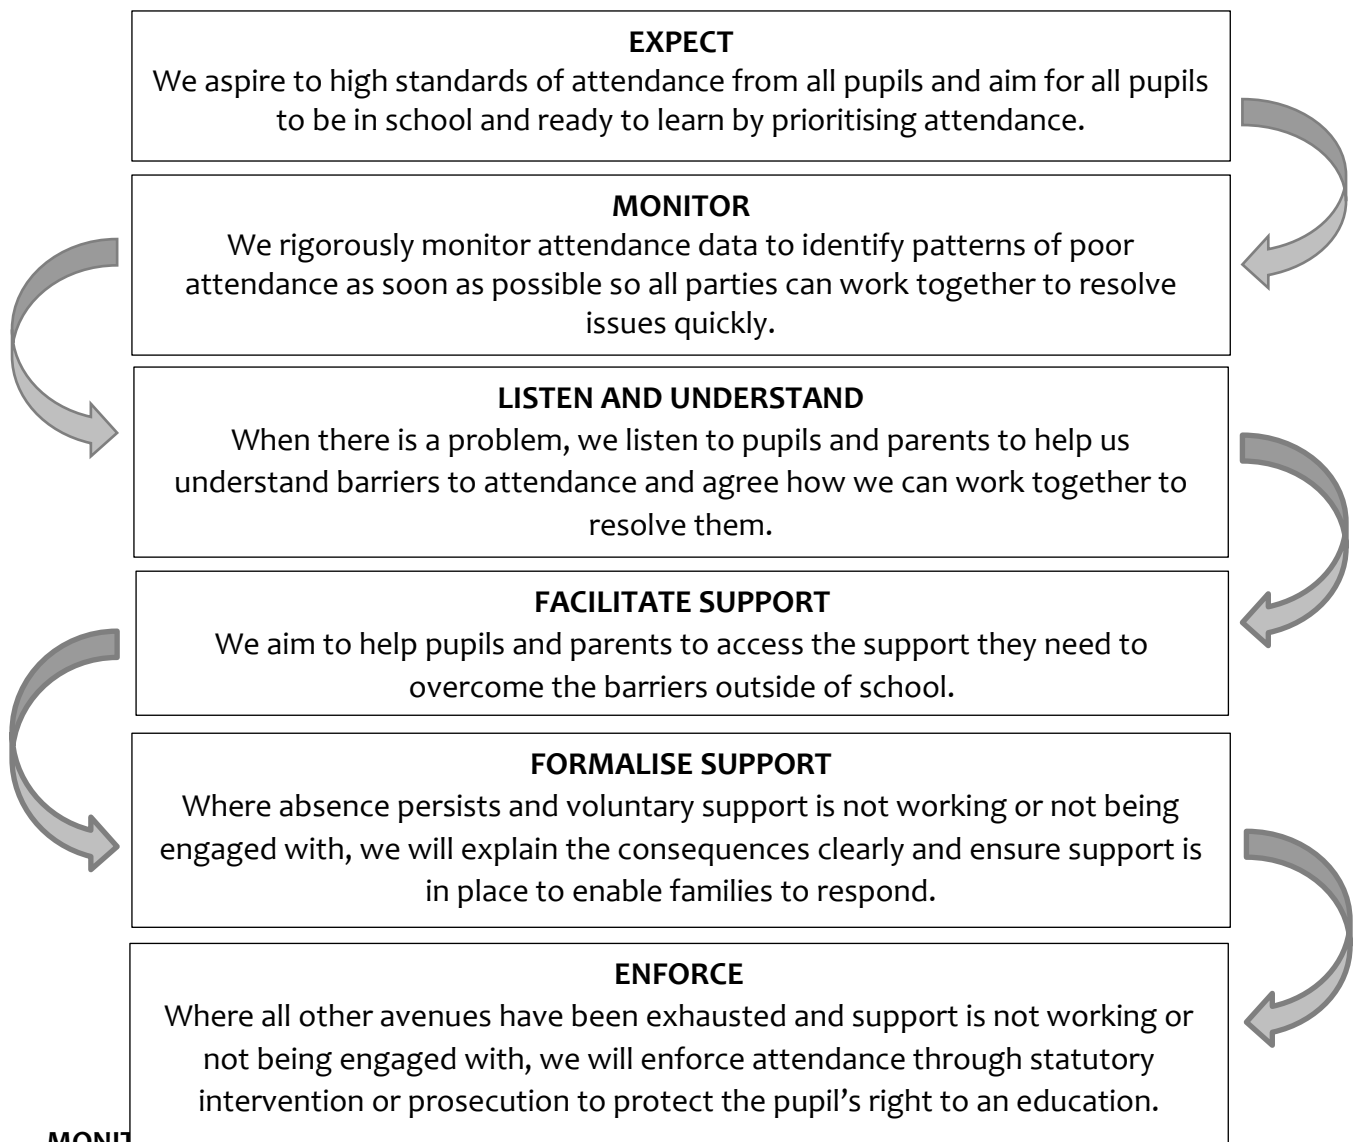 EXPECT
We aspire to high standards of attendance from all pupils and aim for all pupils
to be in school and ready to learn by prioritising attendance.
MONITOR
We rigorously monitor attendance data to identify patterns of poor
attendance as soon as possible so all parties can work together to resolve
issues quickly.
LISTEN AND UNDERSTAND
When there is a problem, we listen to pupils and parents to help us
understand barriers to attendance and agree how we can work together to
resolve them.
FACILITATE SUPPORT
We aim to help pupils and parents to access the support they need to
overcome the barriers outside of school.
FORMALISE SUPPORT
Where absence persists and voluntary support is not working or not being
engaged with, we will explain the consequences clearly and ensure support is
in place to enable families to respond.
ENFORCE
Where all other avenues have been exhausted and support is not working or
not being engaged with, we will enforce attendance through statutory
intervention or prosecution to protect the pupil’s right to an education.